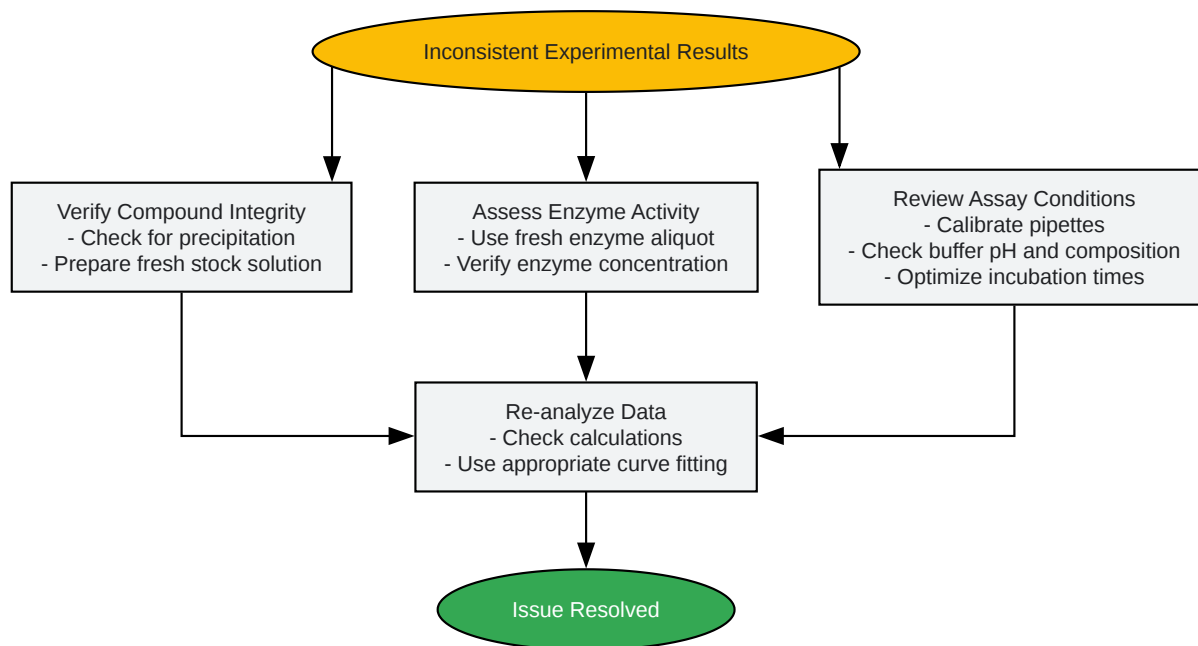 Inconsistent Experimental Results
Verify Compound Integrity
- Check for precipitation
- Prepare fresh stock solution
Assess Enzyme Activity
- Use fresh enzyme aliquot
- Verify enzyme concentration
Review Assay Conditions
- Calibrate pipettes
- Check buffer pH and composition
- Optimize incubation times
Re-analyze Data
- Check calculations
- Use appropriate curve fitting
Issue Resolved